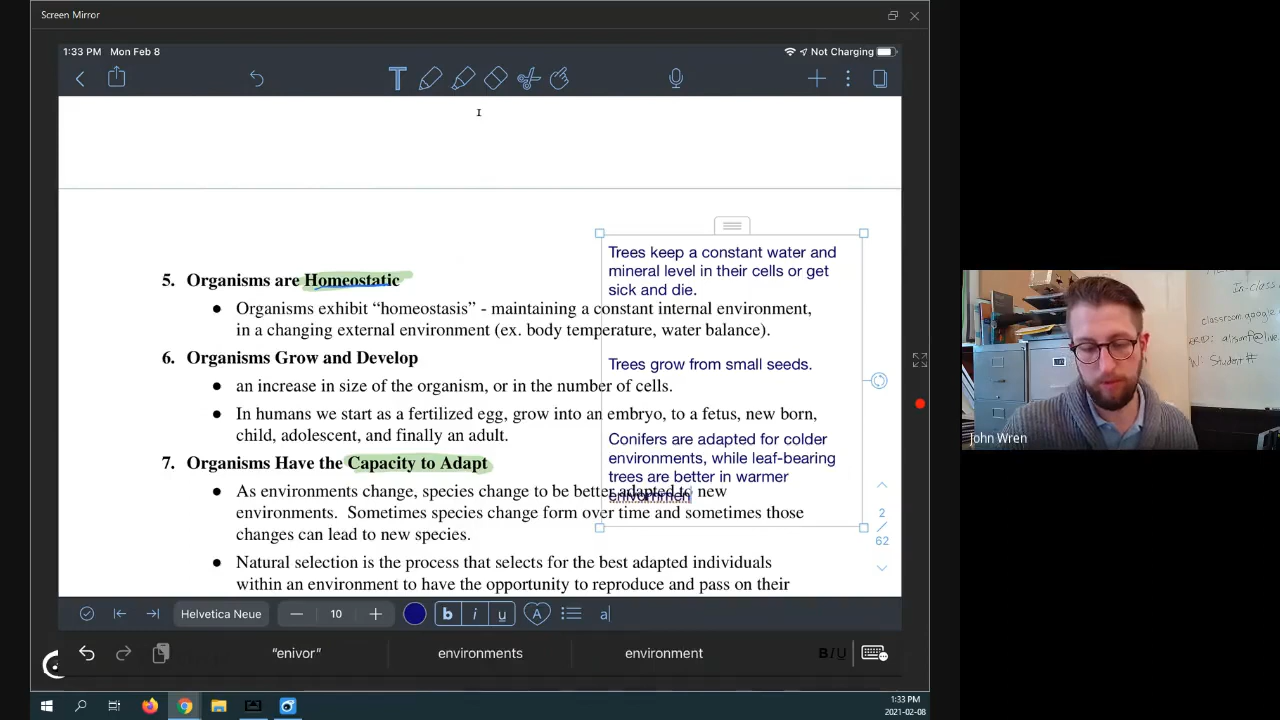 Screen Mirror
1:33 PM Mon Feb 8
Not Charging
T
5. Organisms are Homeostatic
● Organisms exhibit “homeostasis” - maintaining a constant internal environment,
in a changing external environment (ex. body temperature, water balance).
6. Organisms Grow and Develop
● an increase in size of the organism, or in the number of cells.
● In humans we start as a fertilized egg, grow into an embryo, to a fetus, new born,
child, adolescent, and finally an adult.
7. Organisms Have the Capacity to Adapt
● As environments change, species change to be better adapted to new
environments. Sometimes species change form over time and sometimes those
changes can lead to new species.
● Natural selection is the process that selects for the best adapted individuals
within an environment to have the opportunity to reproduce and pass on their
Trees keep a constant water and
mineral level in their cells or get
sick and die.
Trees grow from small seeds.
Conifers are adapted for colder
environments, while leaf-bearing
trees are better in warmer
2
/
62
Helvetica Neue
10
b i u A a
“enivor”
environments
environment
B I U
1:33 PM
2021-02-08
In-class
classroom.google
Student #
John Wren